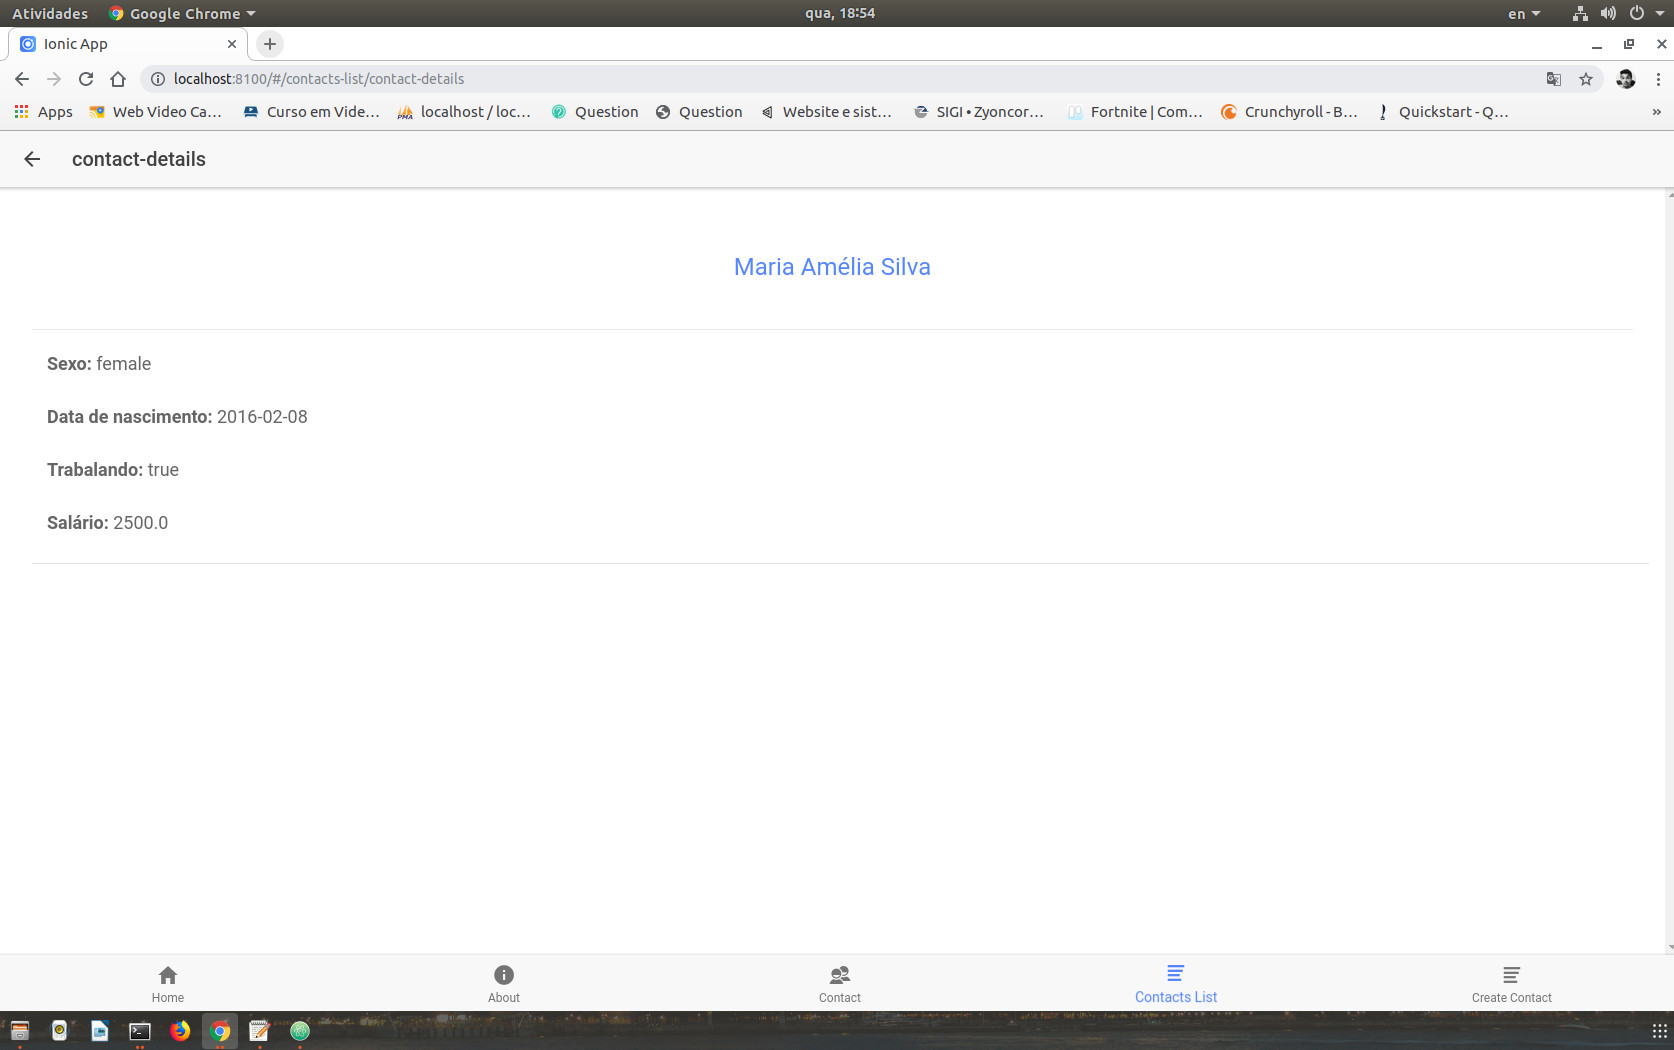 Atividades Google Chrome qua, 18:54 en
Ionic App
localhost:8100/#/contacts-list/contact-details
Apps Web Video Ca... Curso em Vide... localhost / loc... Question Question Website e sist... SIGI • Zyoncor... Fortnite | Com... Crunchyroll - B... Quickstart - Q... »
contact-details
Maria Amélia Silva
Sexo: female
Data de nascimento: 2016-02-08
Trabalando: true
Salário: 2500.0
Home About Contact Contacts List Create Contact